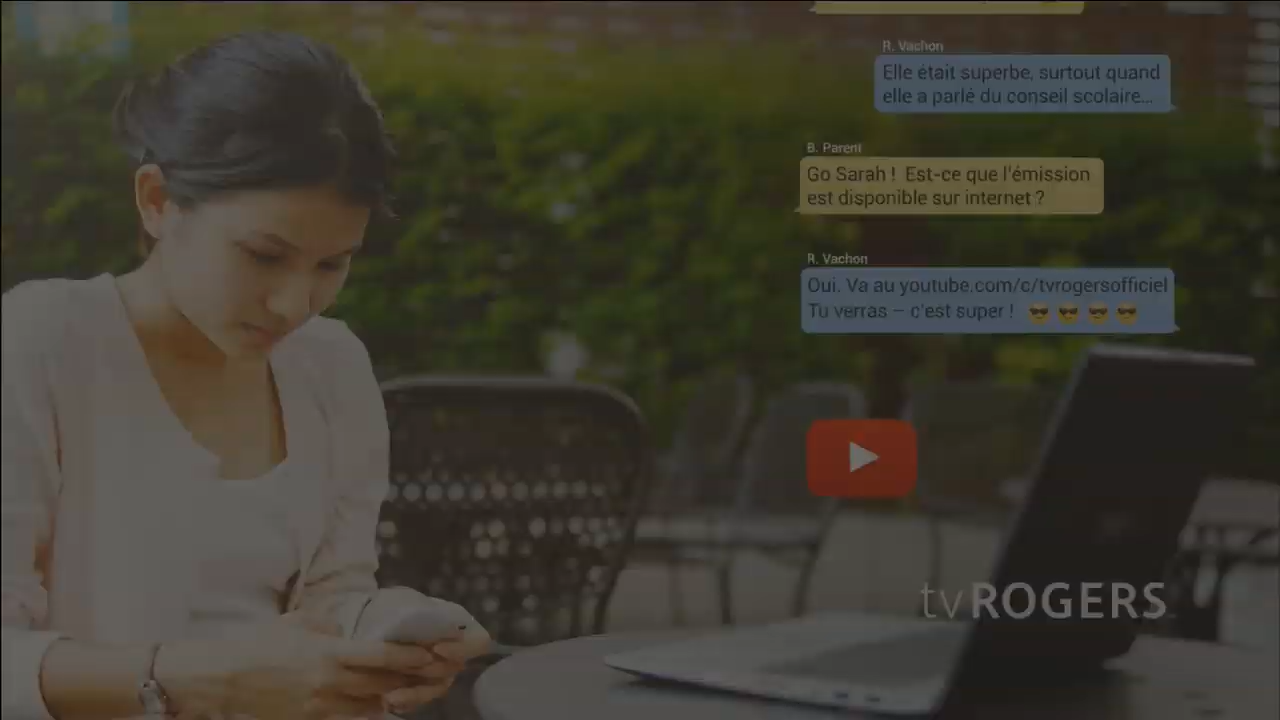 R. Vachon
Elle était superbe, surtout quand
elle a parlé du conseil scolaire...
B. Parent
Go Sarah ! Est-ce que l'émission
est disponible sur internet ?
R. Vachon
Oui. Va au youtube.com/c/tvrogersofficiel
Tu verras – c'est super ! 😎 😎 😎 😎
tvROGERS